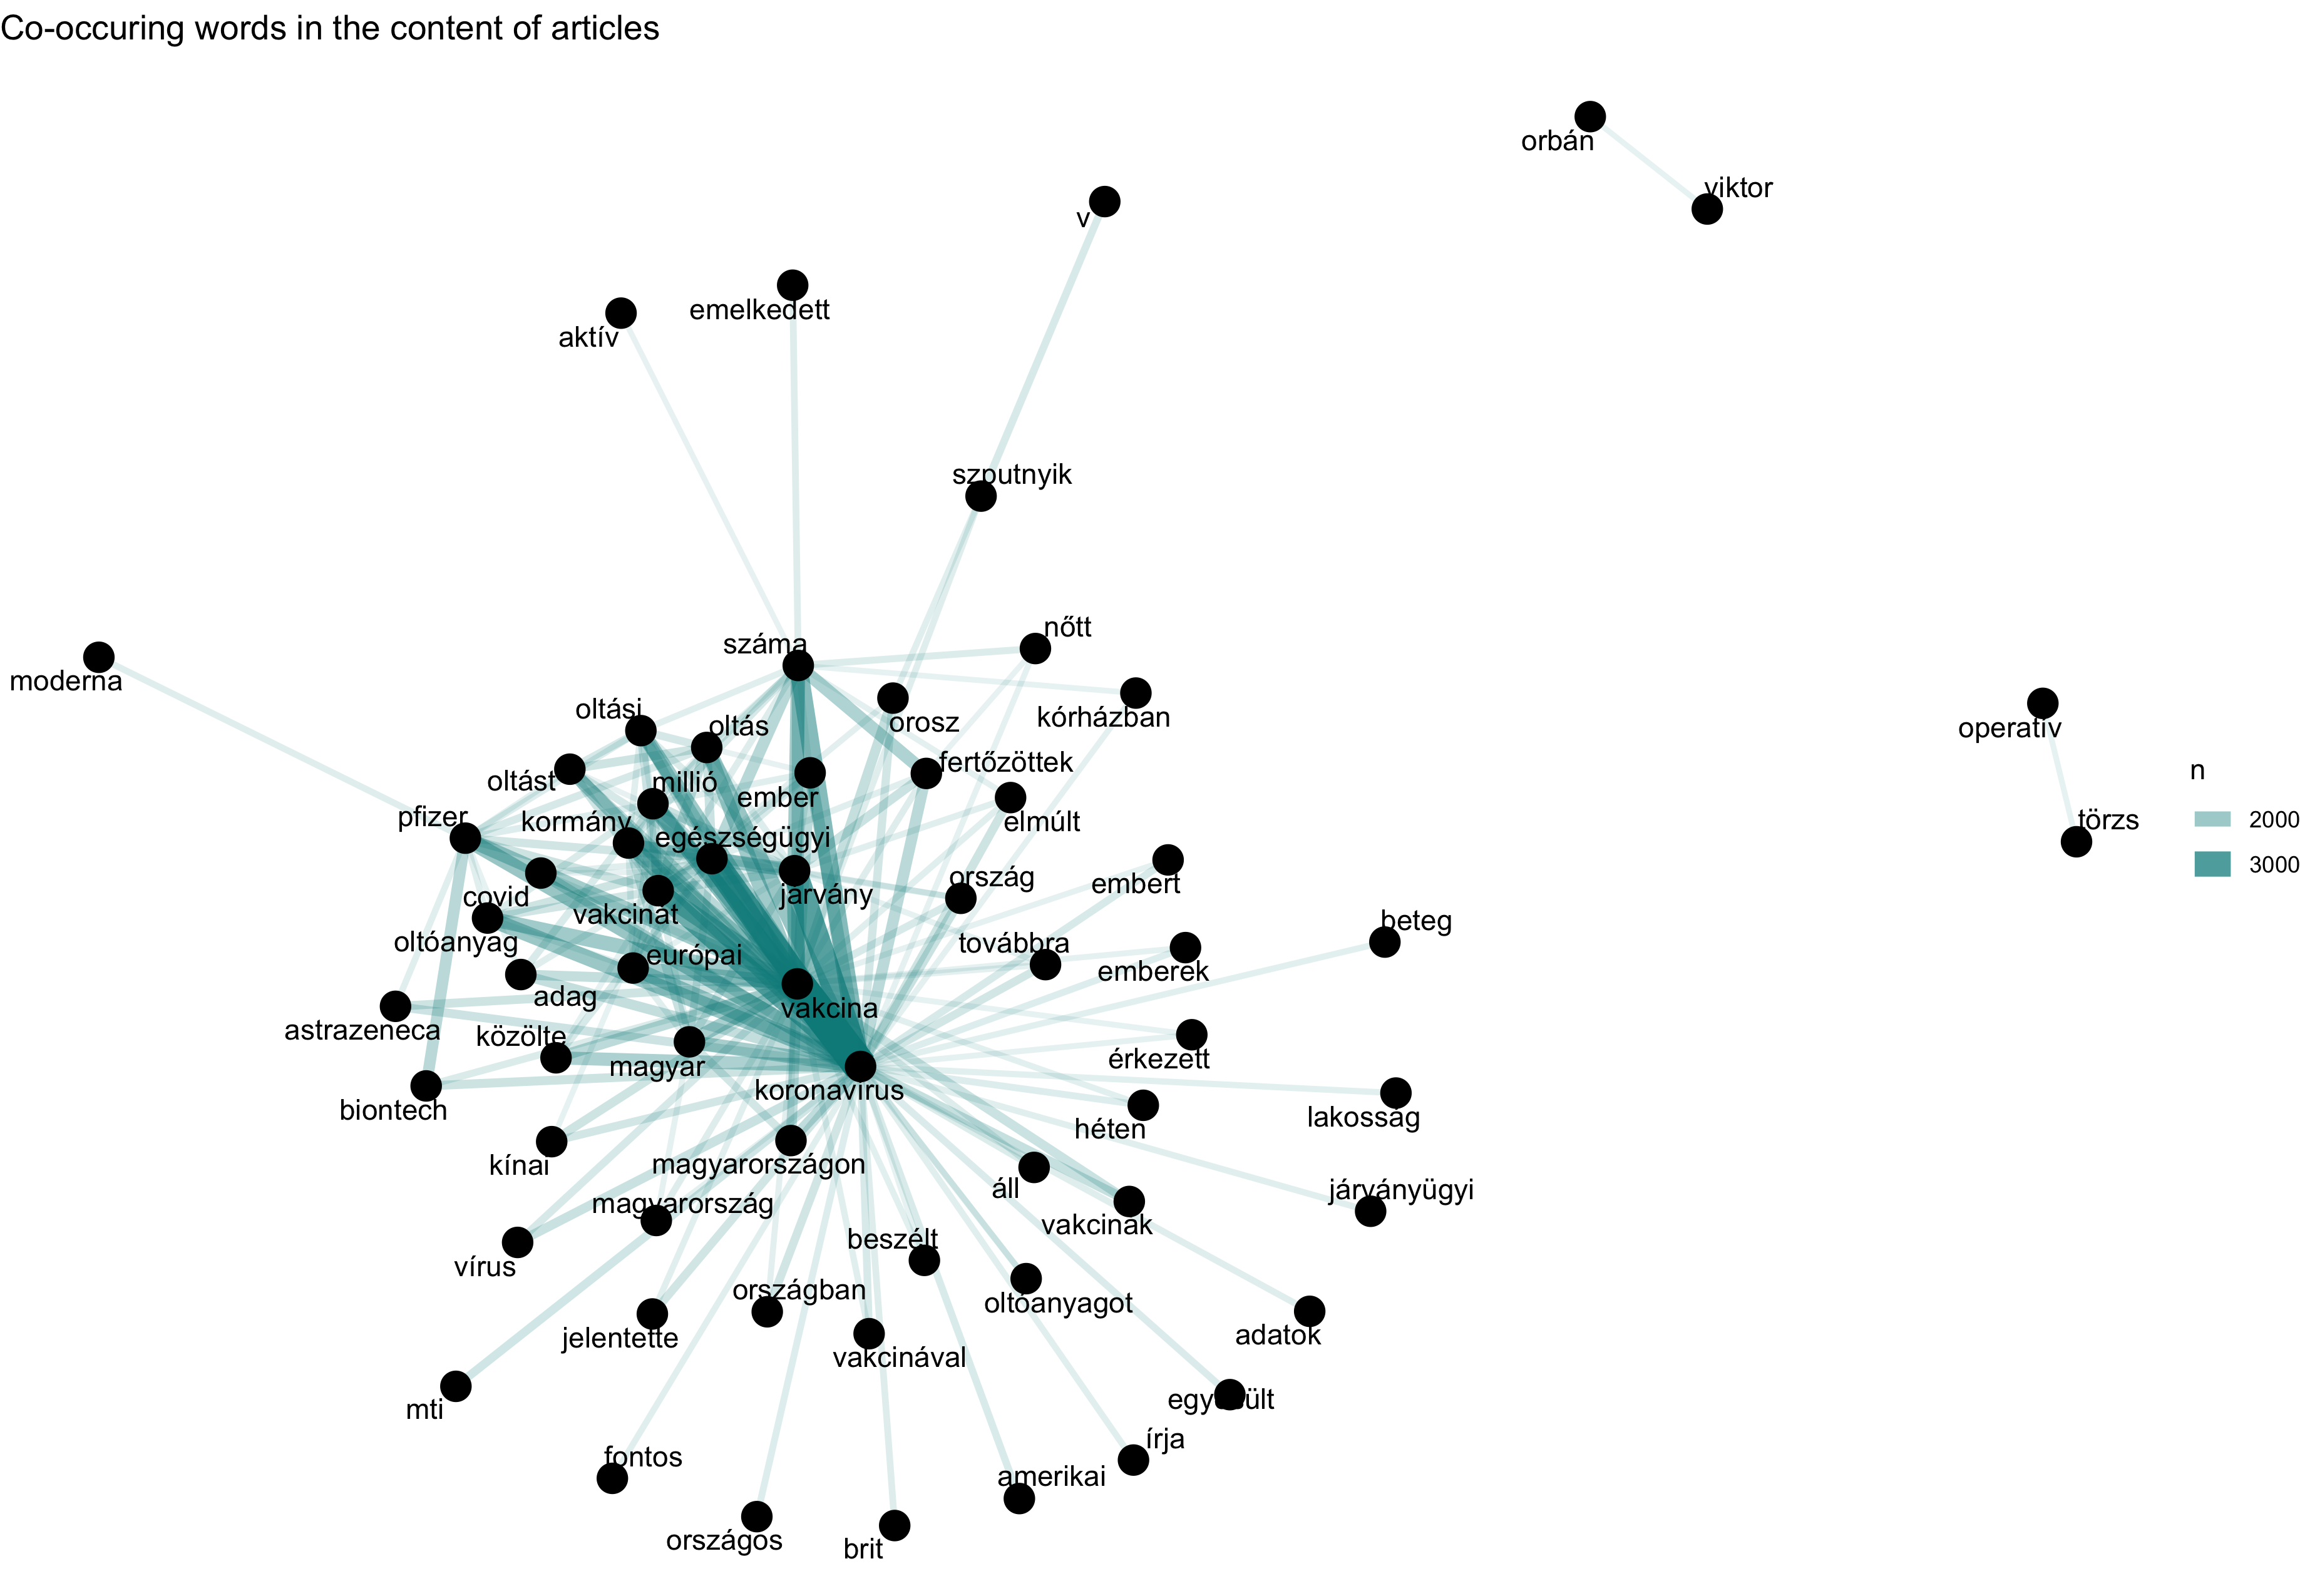 Co-occuring words in the content of articles
orbán
viktor
v
emelkedett
aktív
szputnyik
nőtt
száma
moderna
oltási
kórházban
orosz
oltás
operatív
fertőzöttek
n
oltást
millió
ember
pfizer
kormány
elmúlt
törzs
2000
egészségügyi
3000
ország
embert
covid
járvány
vakcinát
beteg
oltóanyag
továbbra
európai
emberek
adag
vakcina
astrazeneca
közölte
érkezett
magyar
koronavírus
biontech
lakosság
héten
kínai
magyarországon
áll
járványügyi
magyarország
vakcinák
beszélt
vírus
országban
oltóanyagot
jelentette
adatok
vakcinával
együsült
mti
írja
fontos
amerikai
országos
brit